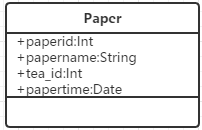 Paper
+paperid:Int
+papername:String
+tea_id:Int
+papertime:Date